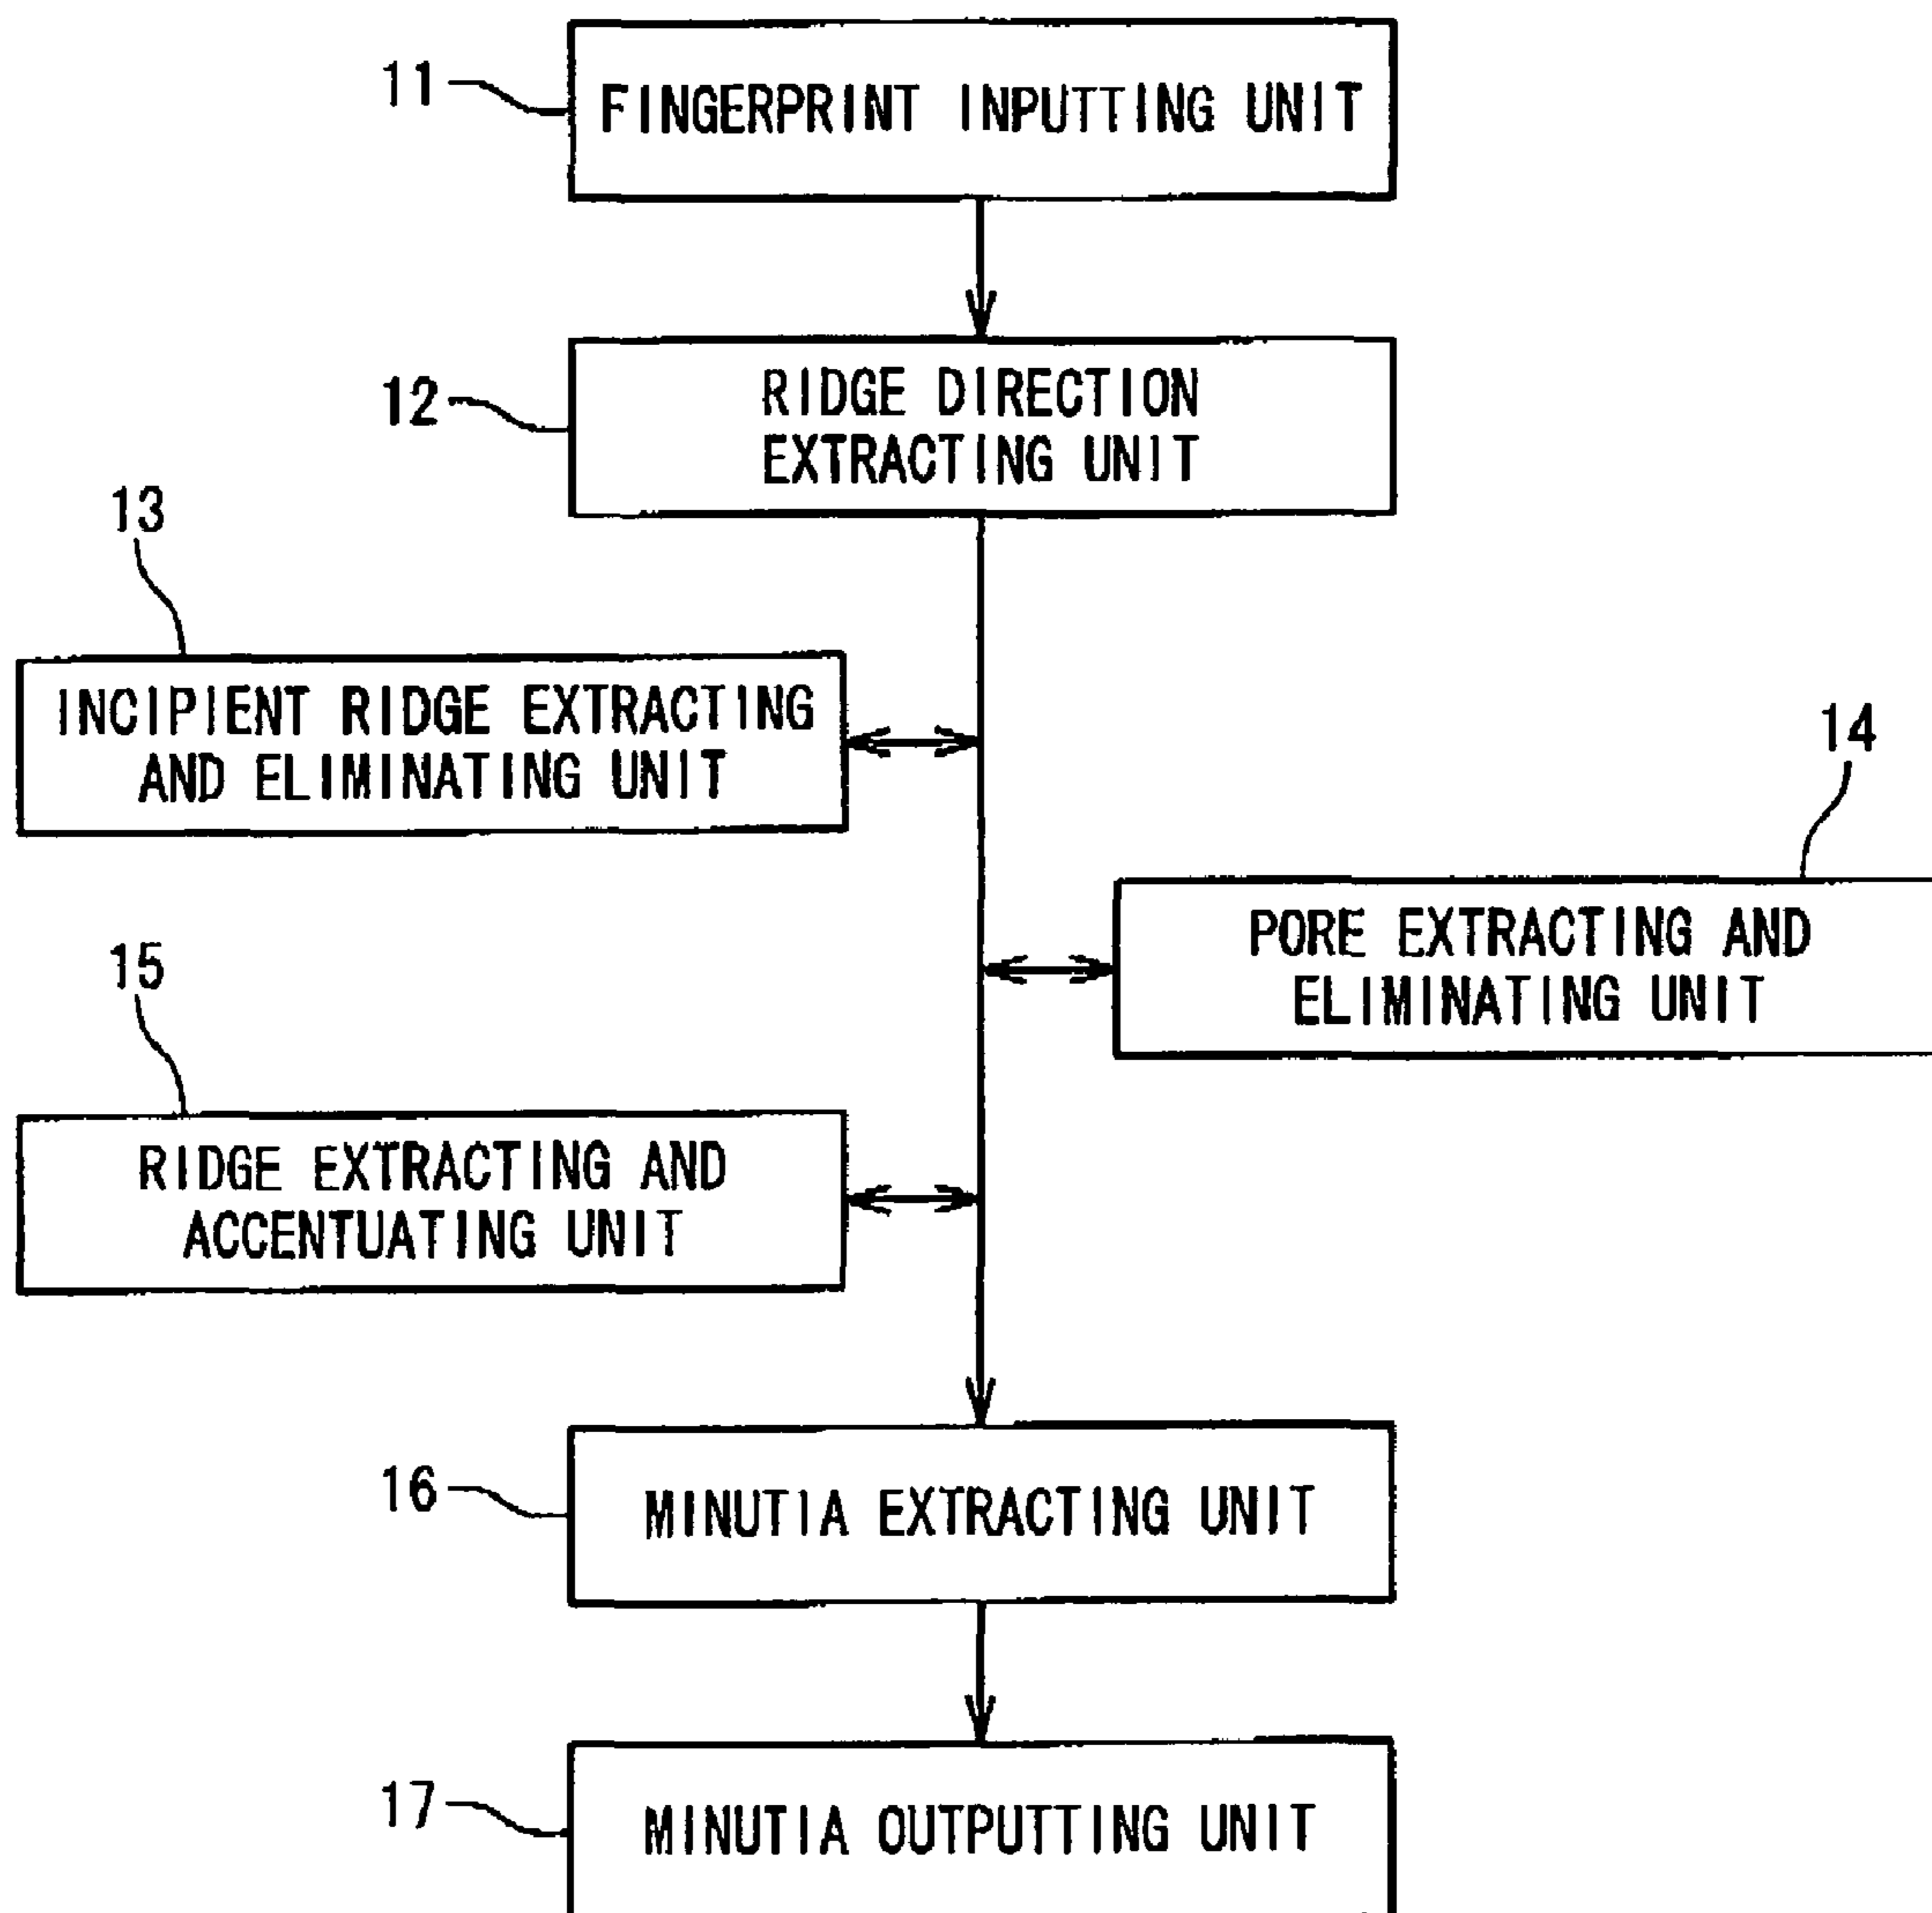 11
FINGERPRINT INPUTTING UNIT
12
RIDGE DIRECTION
EXTRACTING UNIT
13
INCIPIENT RIDGE EXTRACTING
AND ELIMINATING UNIT
14
PORE EXTRACTING AND
ELIMINATING UNIT
15
RIDGE EXTRACTING AND
ACCENTUATING UNIT
16
MINUTIA EXTRACTING UNIT
17
MINUTIA OUTPUTTING UNIT